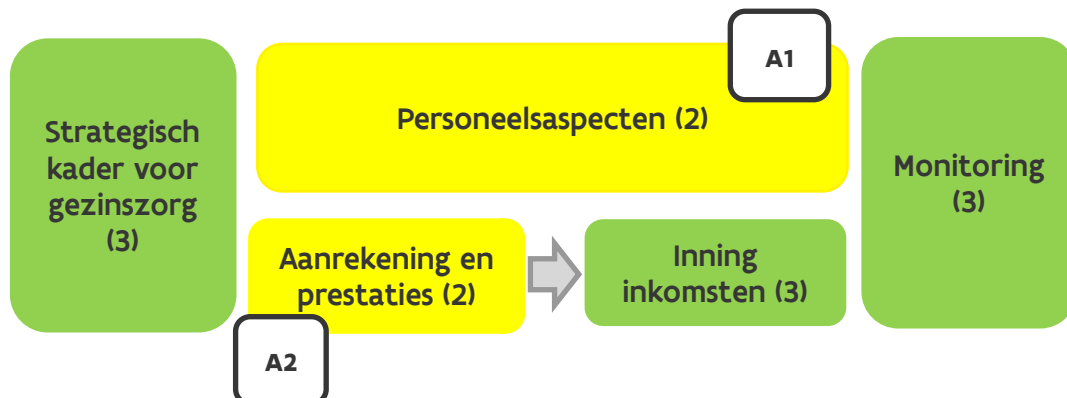 Strategisch
kader voor
gezinszorg
(3)
A1
Personeelsaspecten (2)
Aanrekening en
prestaties (2)
A2
Inning
inkomsten (3)
Monitoring
(3)